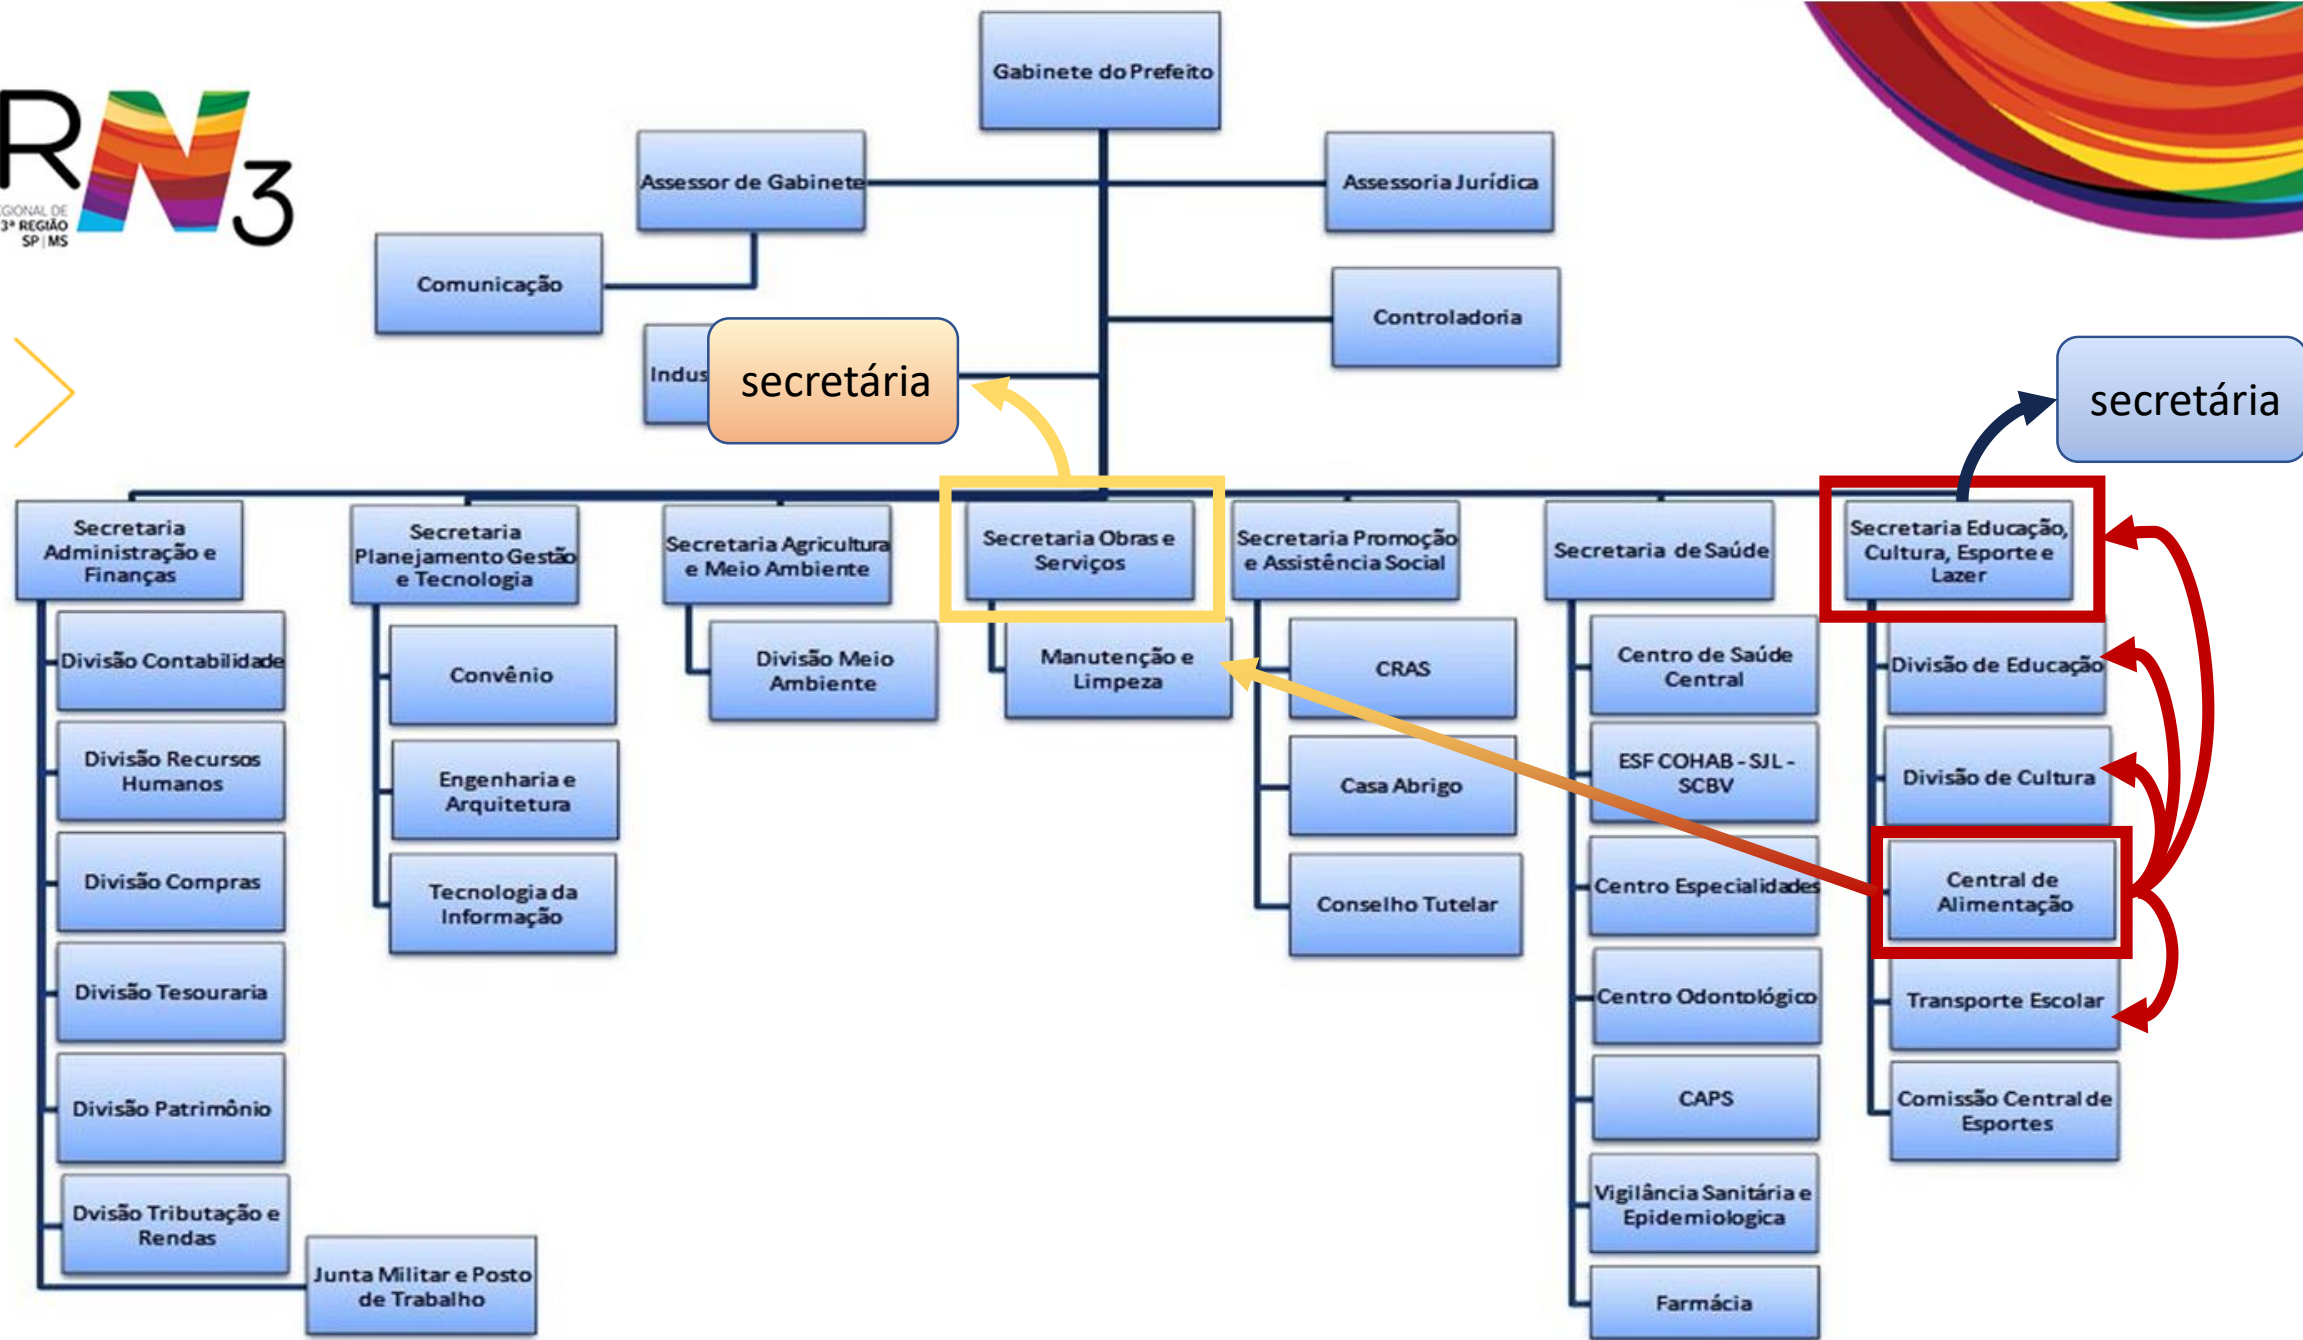 Gabinete do Prefeito
RN3
GIONAL DE
3ª REGIÃO
SP|MS
Assessor de Gabinete
Assessoria Jurídica
Comunicação
Controladoria
Indus
secretária
secretária
Secretaria
Administração e
Finanças
Secretaria
Planejamento Gestão
e Tecnologia
Secretaria Agricultura
e Meio Ambiente
Secretaria Obras e
Serviços
Secretaria Promoção
e Assistência Social
Secretaria de Saúde
Secretaria Educação,
Cultura, Esporte e
Lazer
Divisão Contabilidade
Divisão Recursos
Humanos
Divisão Compras
Divisão Tesouraria
Divisão Patrimônio
Dvisão Tributação e
Rendas
Junta Militar e Posto
de Trabalho
Convênio
Engenharia e
Arquitetura
Tecnologia da
Informação
Divisão Meio
Ambiente
Manutenção e
Limpeza
CRAS
Casa Abrigo
Conselho Tutelar
Centro de Saúde
Central
ESF COHAB - SJL -
SCBV
Centro Especialidades
Centro Odontológico
CAPS
Vigilância Sanitária e
Epidemiologica
Farmácia
Divisão de Educação
Divisão de Cultura
Central de
Alimentação
Transporte Escolar
Comissão Central de
Esportes